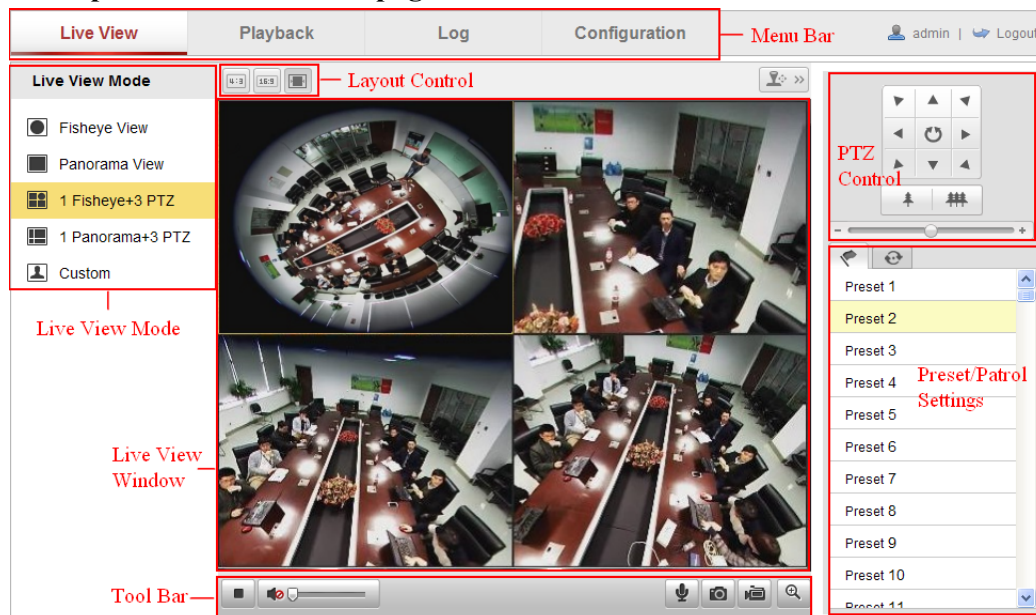 Live View
Playback
Log
Configuration
Menu Bar
admin | Logout
Live View Mode
Fisheye View
Panorama View
1 Fisheye+3 PTZ
1 Panorama+3 PTZ
Custom
Live View Mode
4:3
16:9
Layout Control
Live View
Window
Tool Bar
PTZ
Control
- +
Preset 1
Preset 2
Preset 3
Preset 4
Preset 5
Preset 6
Preset 7
Preset 8
Preset 9
Preset 10
Preset 11
Preset/Patrol
Settings